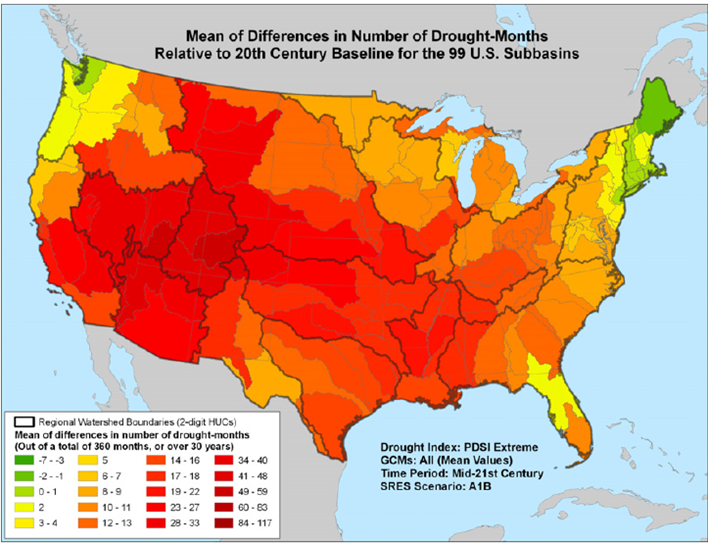 Mean of Differences in Number of Drought-Months
Relative to 20th Century Baseline for the 99 U.S. Subbasins
Regional Watershed Boundaries (2-digit HUCs)
Mean of differences in number of drought-months
(Out of a total of 360 months, or over 30 years)
-7 - -3 5 14 - 16 34 - 40
-2 - -1 6 - 7 17 - 18 41 - 48
0 - 1 8 - 9 19 - 22 49 - 59
2 10 - 11 23 - 27 60 - 83
3 - 4 12 - 13 28 - 33 84 - 117
Drought Index: PDSI Extreme
GCMs: All (Mean Values)
Time Period: Mid-21st Century
SRES Scenario: A1B